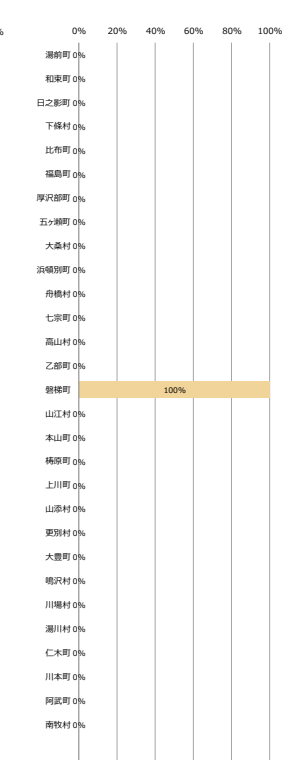 %
0% 20% 40% 60% 80% 100%
湯前町 0%
和束町 0%
日之影町 0%
下條村 0%
比布町 0%
福島町 0%
厚沢部町 0%
五ヶ瀬町 0%
大桑村 0%
浜頓別町 0%
舟橋村 0%
七宗町 0%
高山村 0%
乙部町 0%
磐梯町 100%
山江村 0%
本山町 0%
梼原町 0%
上川町 0%
山添村 0%
更別村 0%
大豊町 0%
鳴沢村 0%
川場村 0%
湯川村 0%
仁木町 0%
川本町 0%
阿武町 0%
南牧村 0%